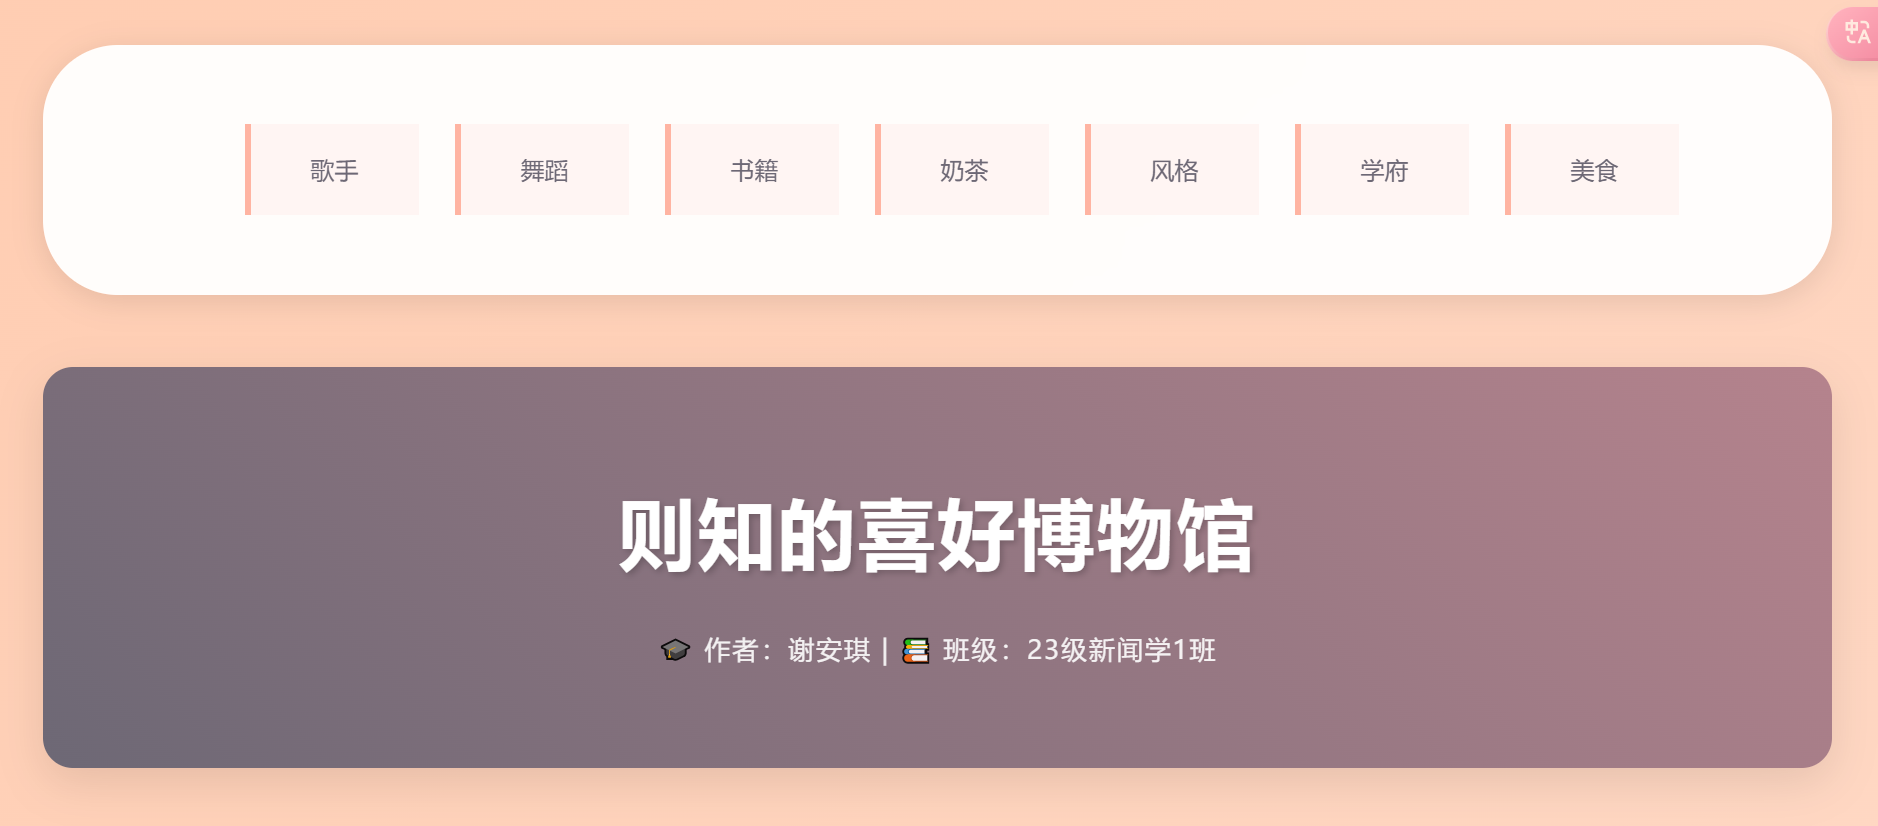 歌手 舞蹈 书籍 奶茶 风格 学府 美食
则知的喜好博物馆
🎓 作者：谢安琪 | 📚 班级：23级新闻学1班